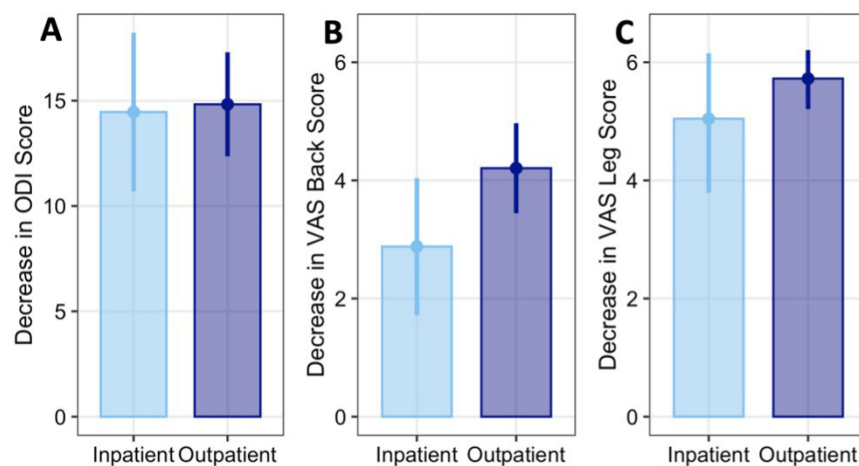 A
Decrease in ODI Score
15
10
5
0
Inpatient Outpatient
B
Decrease in VAS Back Score
6
4
2
0
Inpatient Outpatient
C
Decrease in VAS Leg Score
6
4
2
0
Inpatient Outpatient